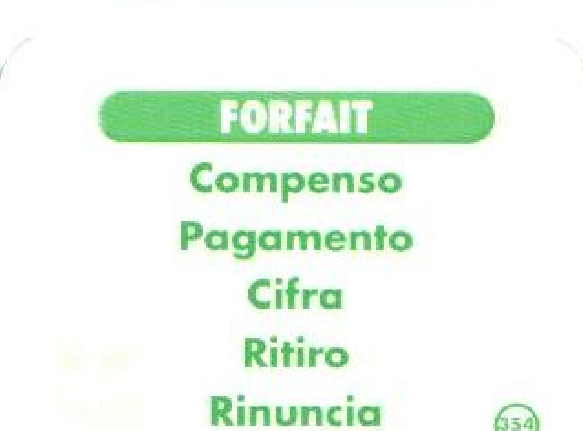 FORFAIT
Compenso
Pagamento
Cifra
Ritiro
Rinuncia
354